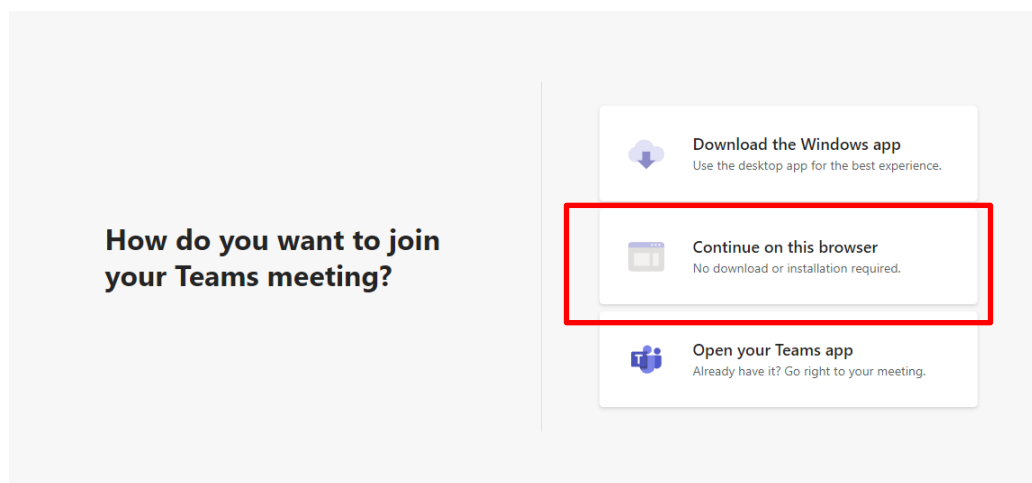 How do you want to join
your Teams meeting?
Download the Windows app
Use the desktop app for the best experience.
Continue on this browser
No download or installation required.
Open your Teams app
Already have it? Go right to your meeting.